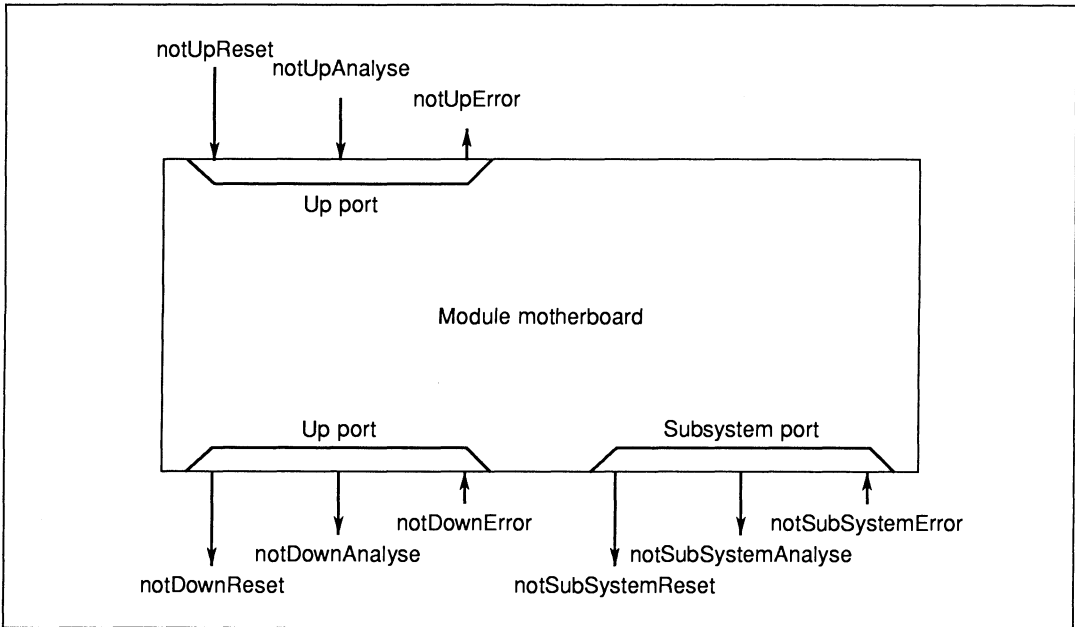 notUpReset
notUpAnalyse
notUpError
Up port
Module motherboard
Up port
Subsystem port
notDownError
notSubSystemError
notDownAnalyse
notSubSystemAnalyse
notDownReset
notSubSystemReset